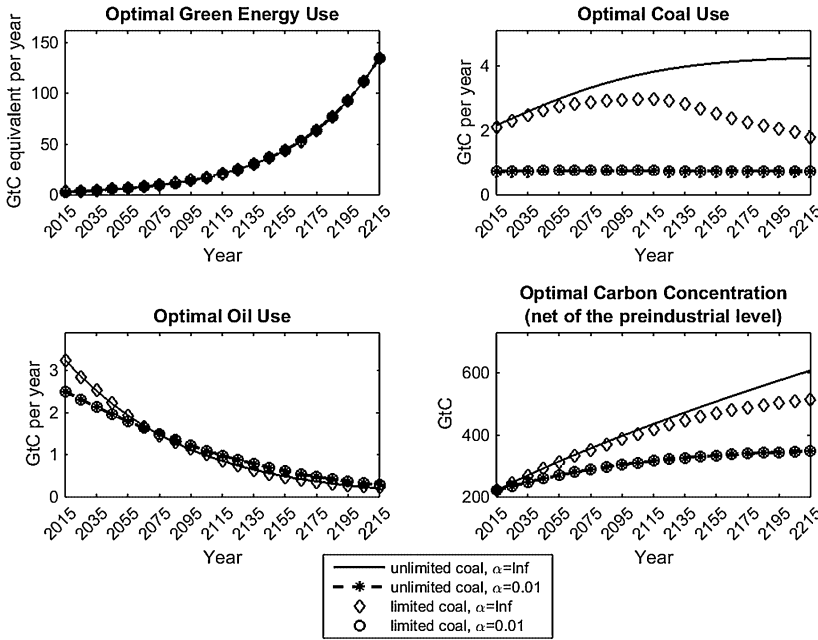 Optimal Green Energy Use
GtC equivalent per year
150
100
50
0
2015 2035 2055 2075 2095 2115 2135 2155 2175 2195 2215
Year
Optimal Coal Use
GtC per year
4
2
0
2015 2035 2055 2075 2095 2115 2135 2155 2175 2195 2215
Year
Optimal Oil Use
GtC per year
3
2
1
0
2015 2035 2055 2075 2095 2115 2135 2155 2175 2195 2215
Year
Optimal Carbon Concentration
(net of the preindustrial level)
GtC
600
400
200
2015 2035 2055 2075 2095 2115 2135 2155 2175 2195 2215
Year
unlimited coal, α=Inf
unlimited coal, α=0.01
limited coal, α=Inf
limited coal, α=0.01